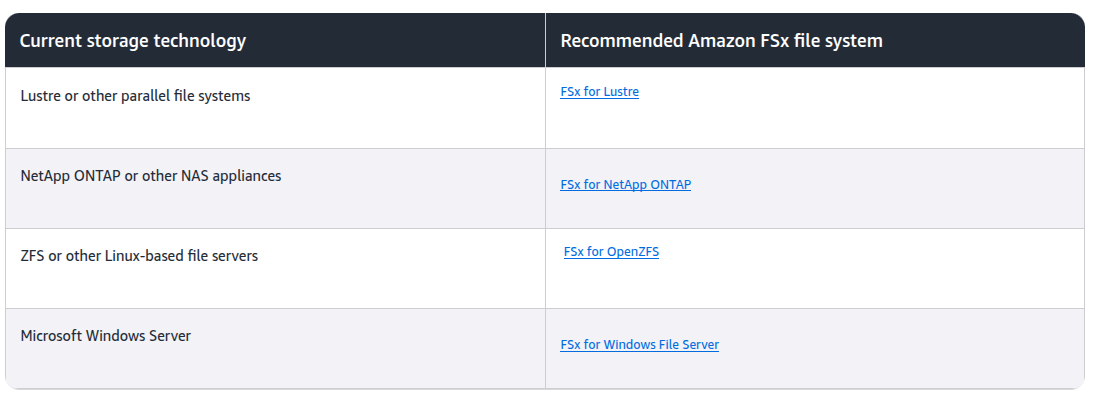 Current storage technology
Recommended Amazon FSx file system
Lustre or other parallel file systems
FSx for Lustre
NetApp ONTAP or other NAS appliances
FSx for NetApp ONTAP
ZFS or other Linux-based file servers
FSx for OpenZFS
Microsoft Windows Server
FSx for Windows File Server